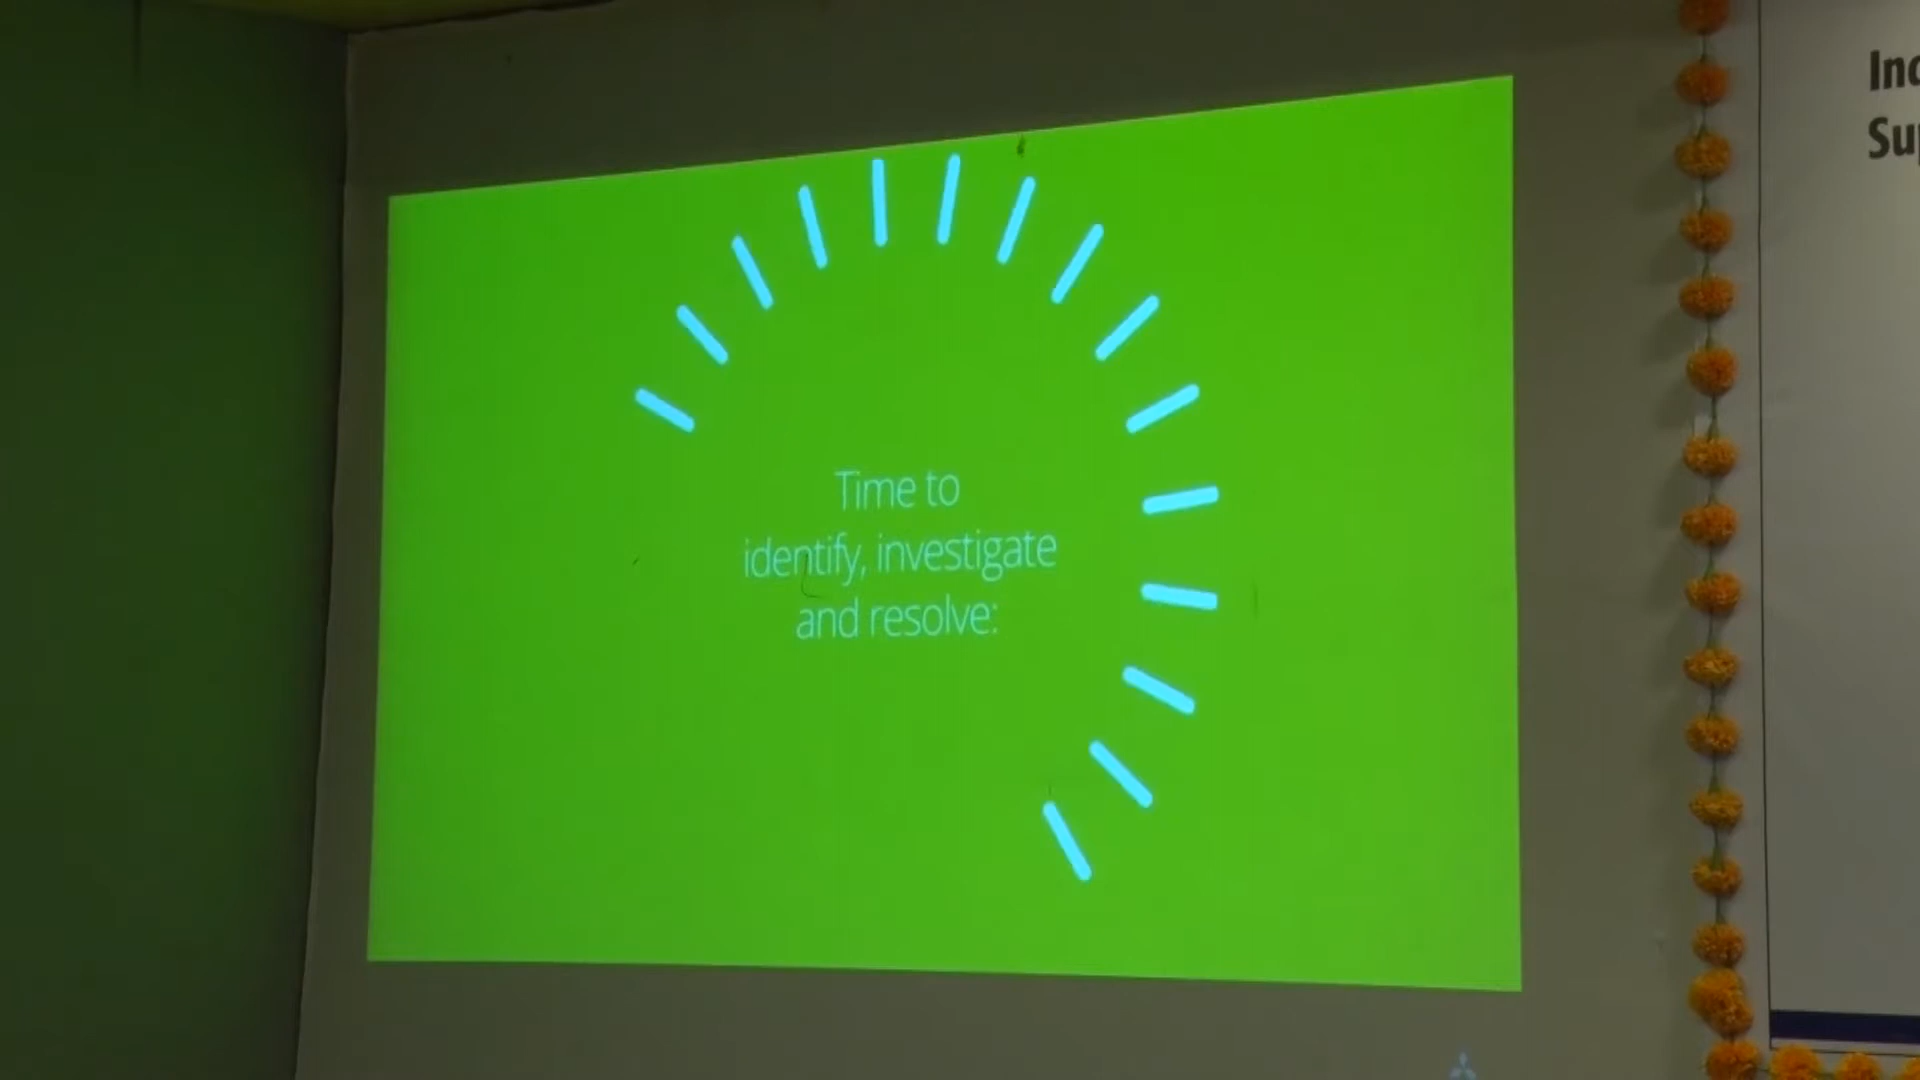 Time to
identify, investigate
and resolve: